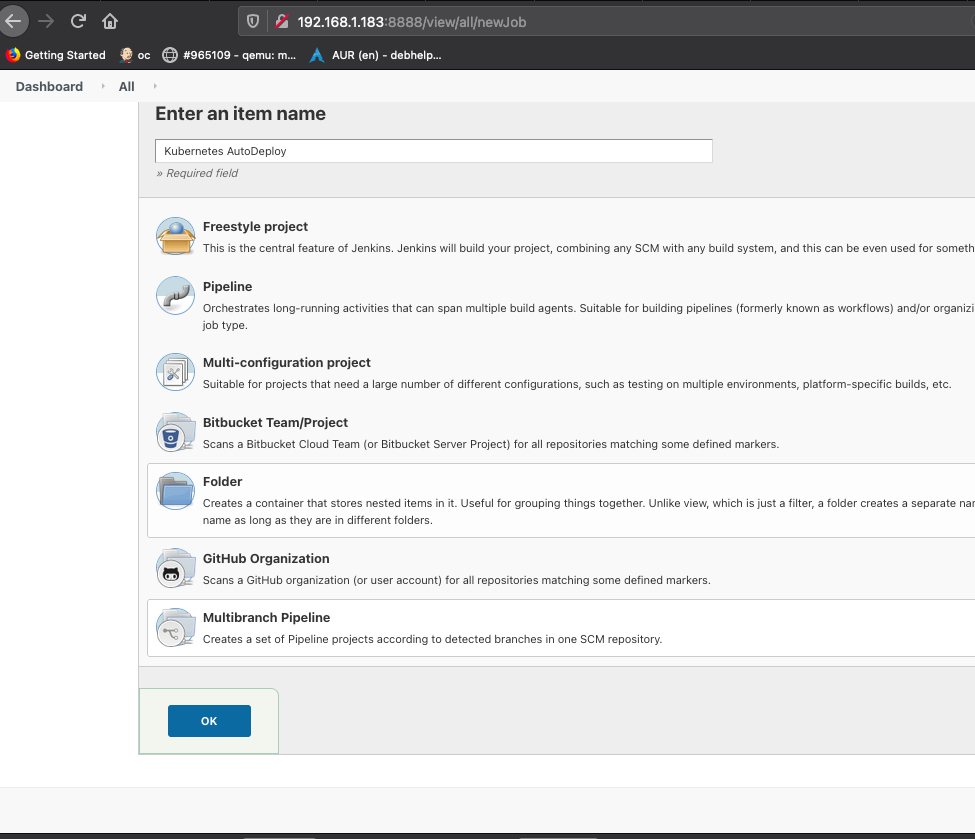 192.168.1.183:8888/view/all/newJob
Getting Started oc #965109 - qemu: m... AUR (en) - debhelp...
Dashboard All
Enter an item name
Kubernetes AutoDeploy
» Required field
Freestyle project
This is the central feature of Jenkins. Jenkins will build your project, combining any SCM with any build system, and this can be even used for someth
Pipeline
Orchestrates long-running activities that can span multiple build agents. Suitable for building pipelines (formerly known as workflows) and/or organizi
job type.
Multi-configuration project
Suitable for projects that need a large number of different configurations, such as testing on multiple environments, platform-specific builds, etc.
Bitbucket Team/Project
Scans a Bitbucket Cloud Team (or Bitbucket Server Project) for all repositories matching some defined markers.
Folder
Creates a container that stores nested items in it. Useful for grouping things together. Unlike view, which is just a filter, a folder creates a separate nar
name as long as they are in different folders.
GitHub Organization
Scans a GitHub organization (or user account) for all repositories matching some defined markers.
Multibranch Pipeline
Creates a set of Pipeline projects according to detected branches in one SCM repository.
OK